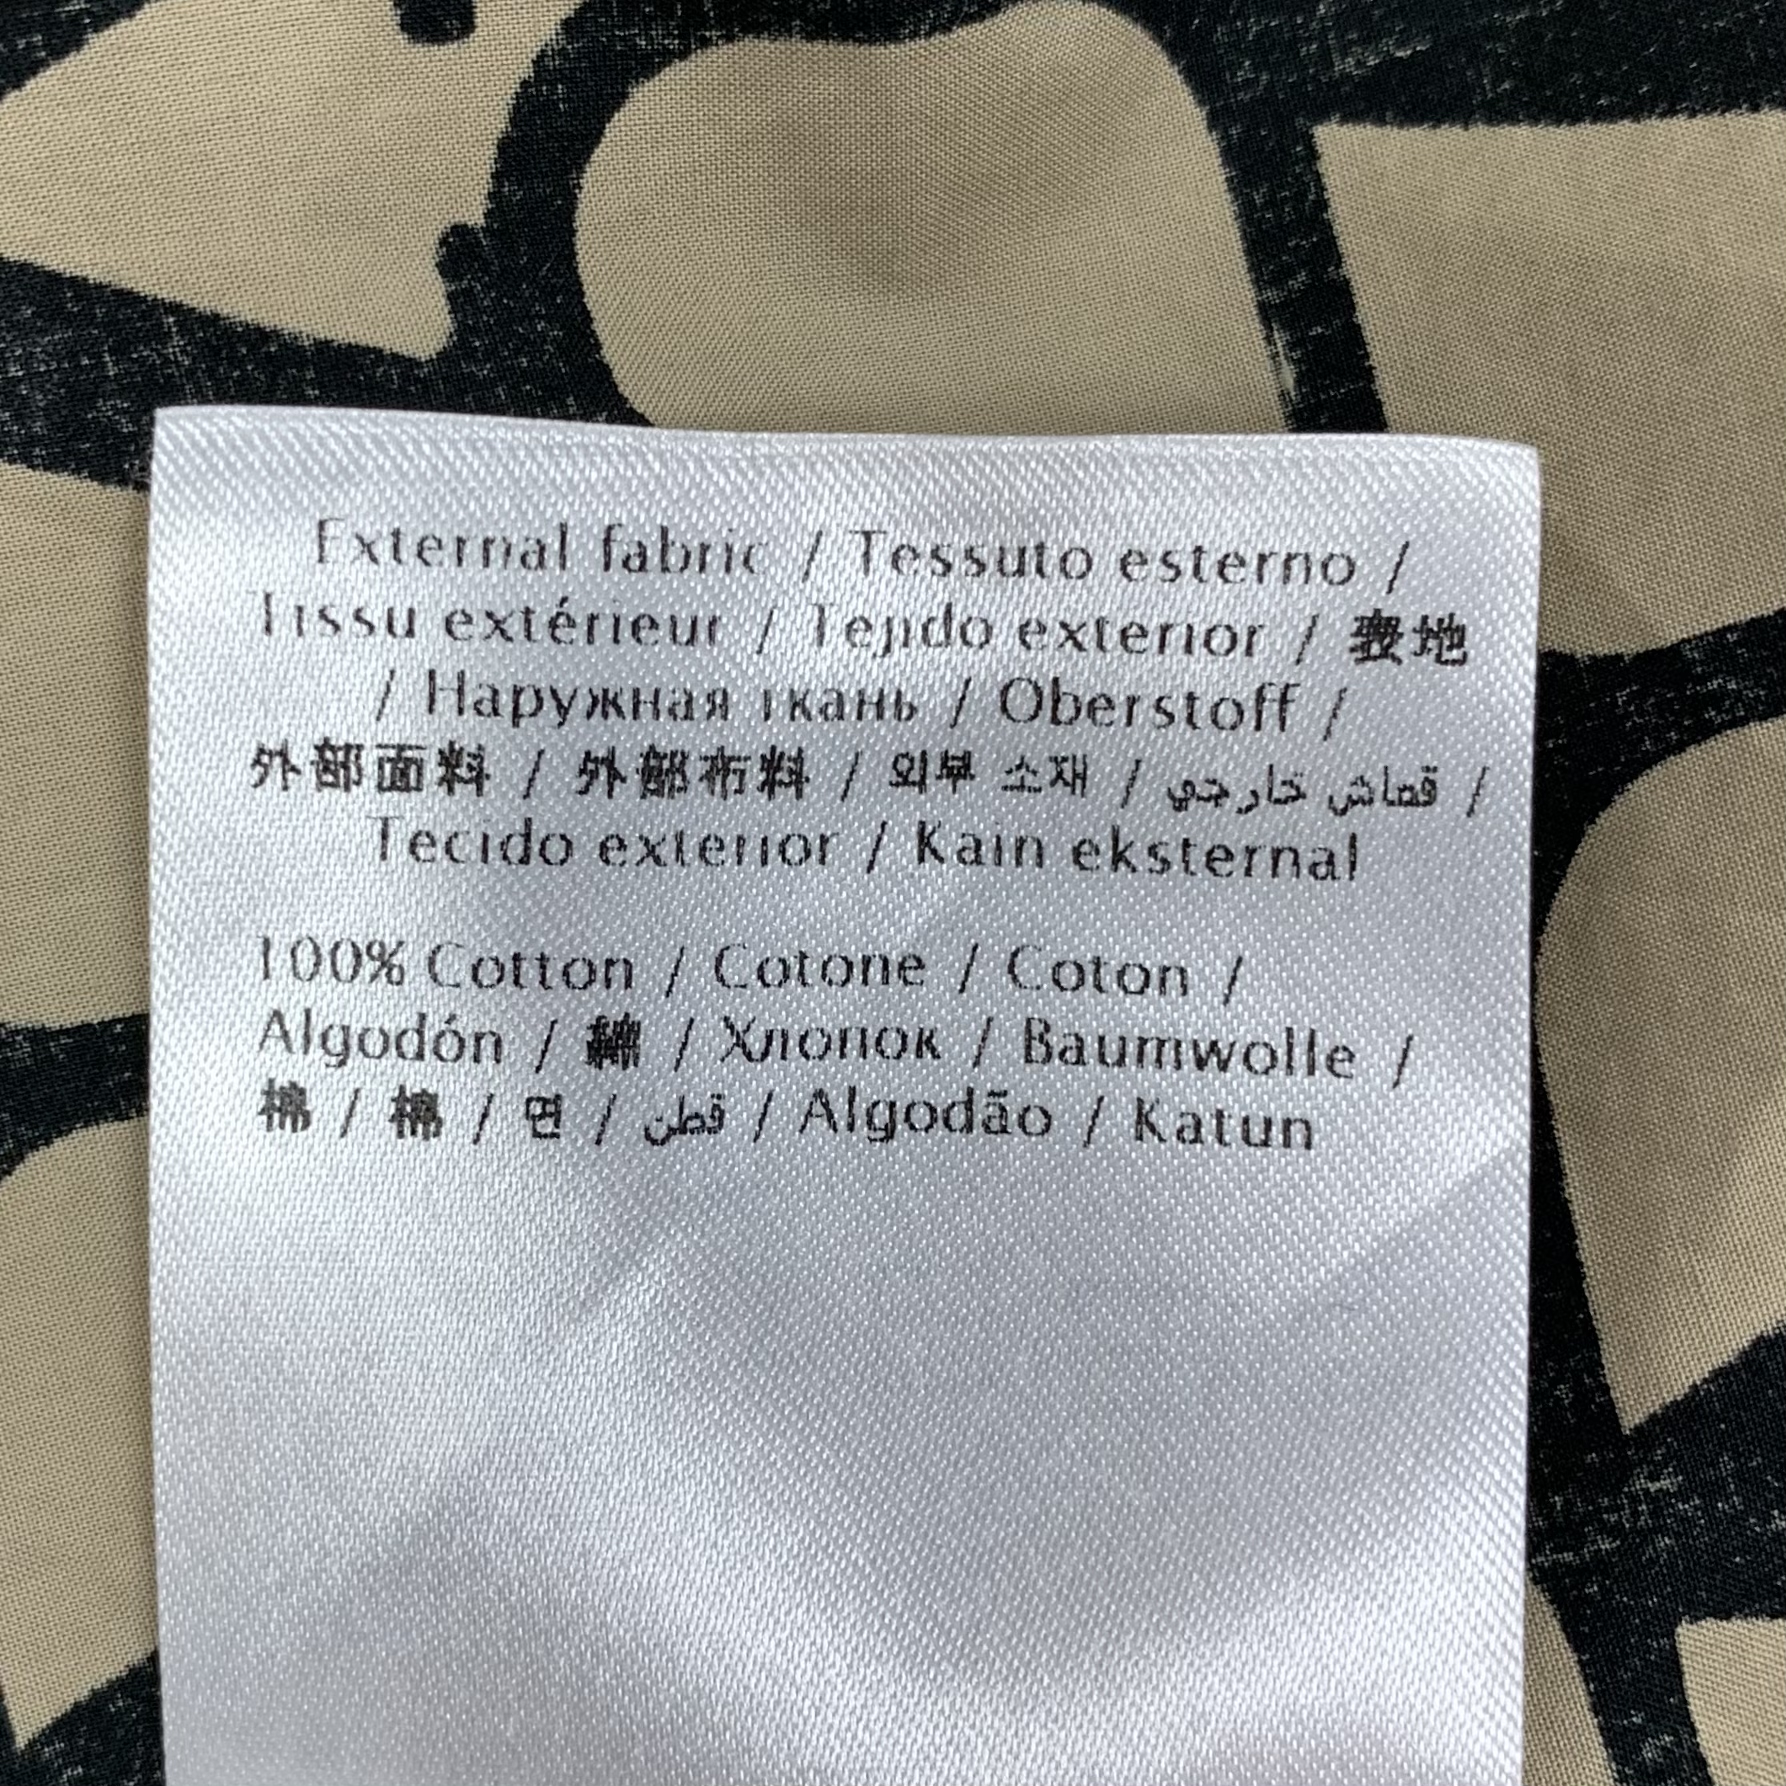 External fabric / Tessuto esterno /
Tissu extérieur / Tejido exterior / 表地
/ Наружная ткань / Oberstoff /
外部面料 / 外部布料 / 외부 소재 / قماش خارجي /
Tecido exterior / Kain eksternal
100% Cotton / Cotone / Coton /
Algodón / 綿 / Хлопок / Baumwolle /
棉 / 棉 / 면 / قطن / Algodão / Katun